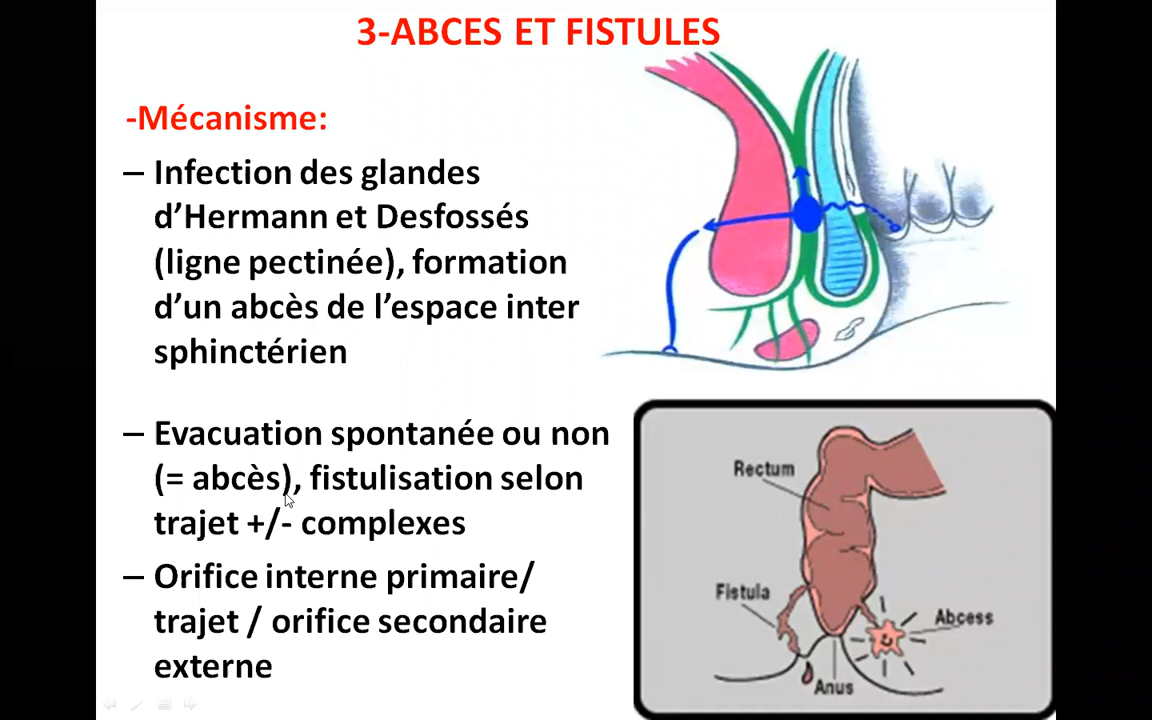 3-ABCES ET FISTULES
-Mécanisme:
– Infection des glandes
d’Hermann et Desfossés
(ligne pectinée), formation
d’un abcès de l’espace inter
sphinctérien
– Evacuation spontanée ou non
(= abcès), fistulisation selon
trajet +/- complexes
– Orifice interne primaire/
trajet / orifice secondaire
externe
Rectum
Fistula
Abcess
Anus